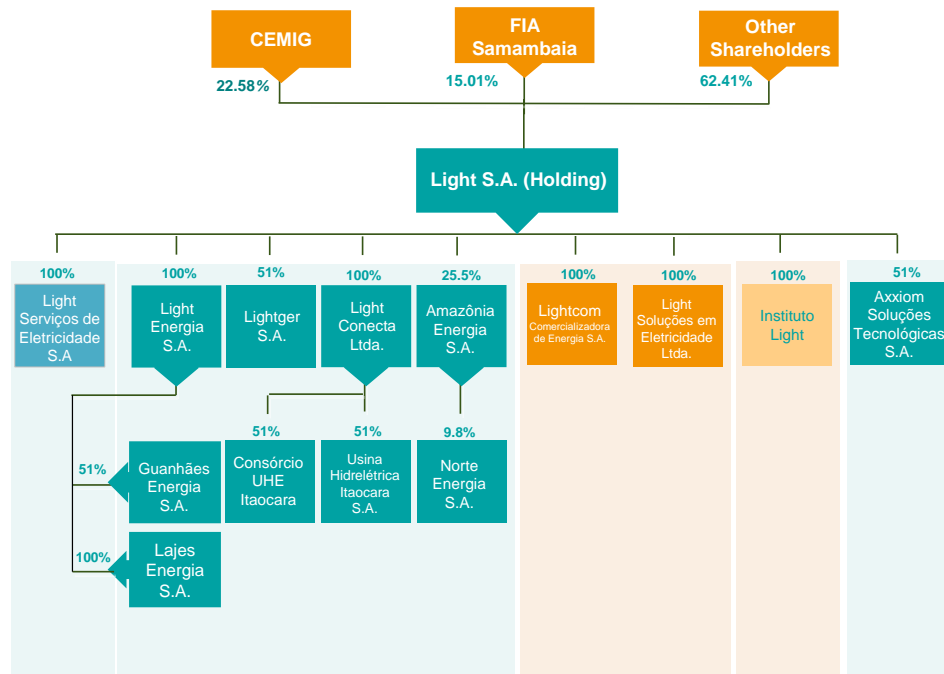 CEMIG
FIA
Samambaia
Other
Shareholders
22.58%
15.01%
62.41%
Light S.A. (Holding)
100%
100%
51%
100%
25.5%
100%
100%
100%
51%
Light
Serviços de
Eletricidade
S.A
Light
Energia
S.A.
Lightger
S.A.
Light
Conecta
Ltda.
Amazônia
Energia
S.A.
Lightcom
Comercializadora
de Energia S.A.
Light
Soluções em
Eletricidade
Ltda.
Instituto
Light
Axxiom
Soluções
Tecnológicas
S.A.
51%
51%
9.8%
51%
Guanhães
Energia
S.A.
Consórcio
UHE
Itaocara
Usina
Hidrelétrica
Itaocara
S.A.
Norte
Energia
S.A.
100%
Lajes
Energia
S.A.